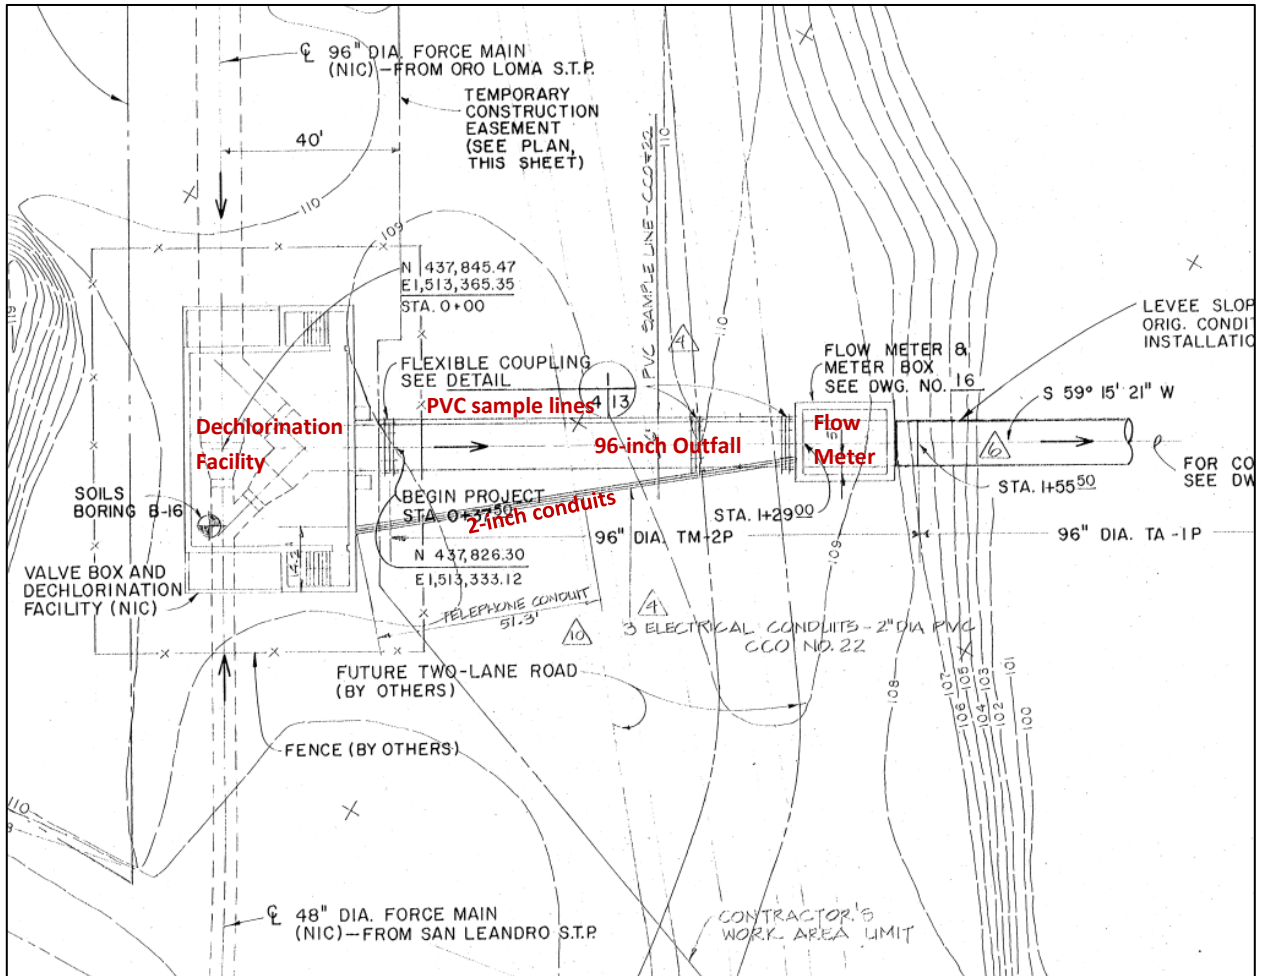 ℄ 96" DIA. FORCE MAIN
(NIC)—FROM ORO LOMA S.T.P.
TEMPORARY
CONSTRUCTION
EASEMENT
(SEE PLAN,
THIS SHEET)
40'
110
109
110
1 PVC SAMPLE LINE-CCO#22
N 437,845.47
E1,513,365.35
STA. 0+00
110
4
FLEXIBLE COUPLING
SEE DETAIL
1
4 13
FLOW METER &
METER BOX
SEE DWG. NO. 16
LEVEE SLOP
ORIG. CONDI
INSTALLATIO
S 59° 15' 21" W
PVC sample lines
Dechlorination
Facility
96-inch Outfall
Flow
Meter
6
FOR CO
SEE DW
SOILS
BORING B-16
BEGIN PROJECT
STA. 0+37⁵⁰
2-inch conduits
STA. 1+29⁰⁰
STA. 1+55⁵⁰
96" DIA. TM-2P
96" DIA. TA-1P
N 437,826.30
E1,513,333.12
109
VALVE BOX AND
DECHLORINATION
FACILITY (NIC)
TELEPHONE CONDUIT
51.3'
10
4
3 ELECTRICAL CONDUITS-2"DIA PVC
CCO NO. 22
FUTURE TWO-LANE ROAD
(BY OTHERS)
108
107
106
105
104
103
102
101
100
FENCE (BY OTHERS)
110
℄ 48" DIA. FORCE MAIN
(NIC)—FROM SAN LEANDRO S.T.P.
CONTRACTOR'S
WORK AREA LIMIT